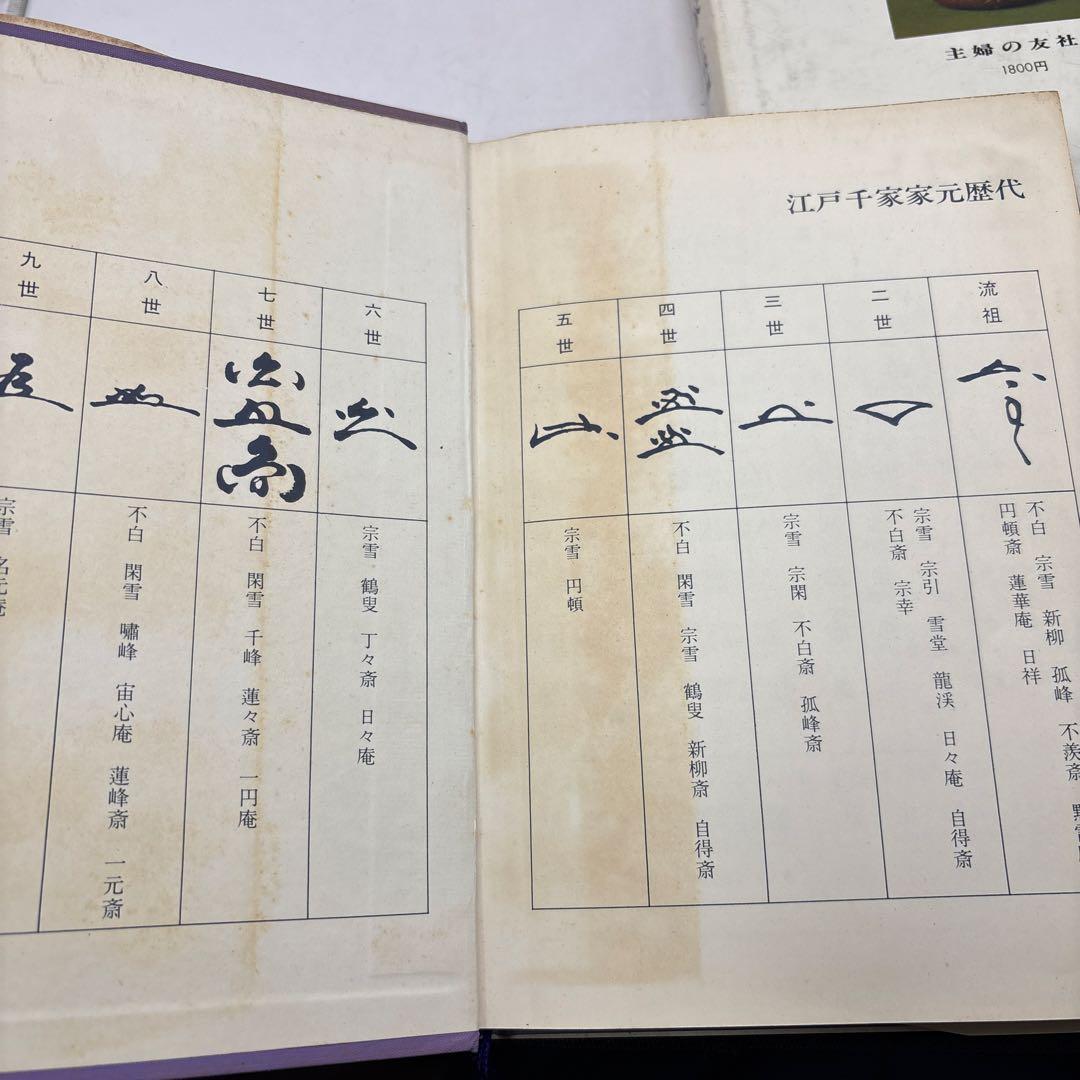 主婦の友社
1800円
江戸千家家元歴代
流祖
不白 宗雪 新柳 孤峰 不羨斎
円頓斎 蓮華庵 日祥
二世
宗雪 宗引 雪堂 龍渓 日々庵 自得斎
不白斎 宗幸
三世
宗雪 宗閑 不白斎 孤峰斎
四世
不白 閑雪 宗雪 鶴叟 新柳斎 自得斎
五世
宗雪 円頓
六世
宗雪 鶴叟 丁々斎 日々庵
七世
不白 閑雪 千峰 蓮々斎 一円庵
八世
不白 閑雪 嘯峰 宙心庵 蓮峰斎 一元斎
九世
宗雪 名元庵